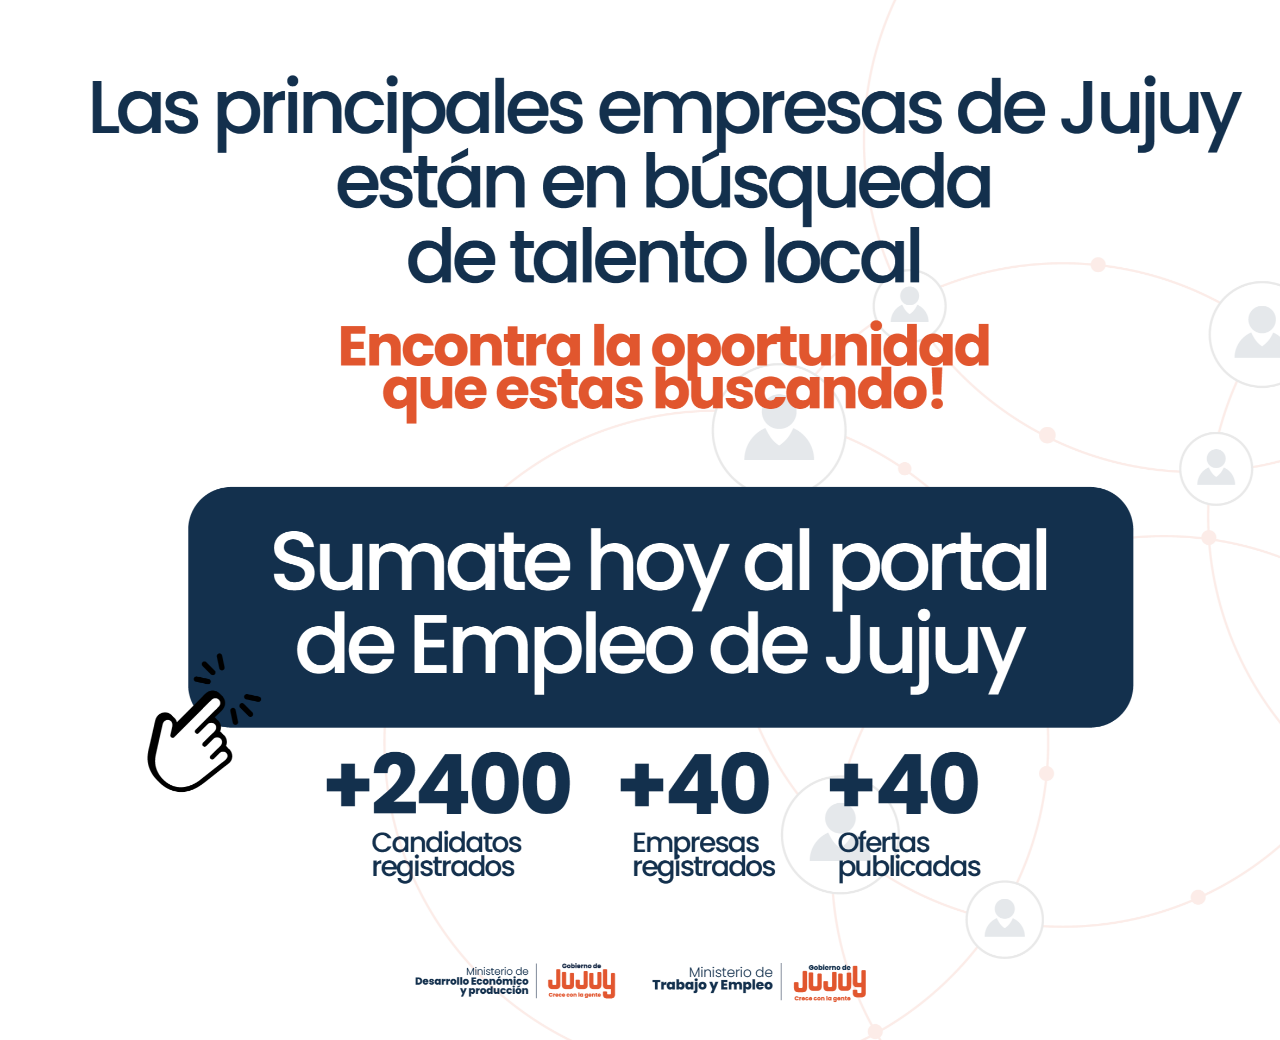 Las principales empresas de Jujuy
están en búsqueda
de talento local
Encontra la oportunidad
que estas buscando!
Sumate hoy al portal
de Empleo de Jujuy
+2400
Candidatos
registrados
+40
Empresas
registrados
+40
Ofertas
publicadas
Ministerio de
Desarrollo Económico
y producción
Gobierno de
JUJUY
Crece con la gente
Ministerio de
Trabajo y Empleo
Gobierno de
JUJUY
Crece con la gente